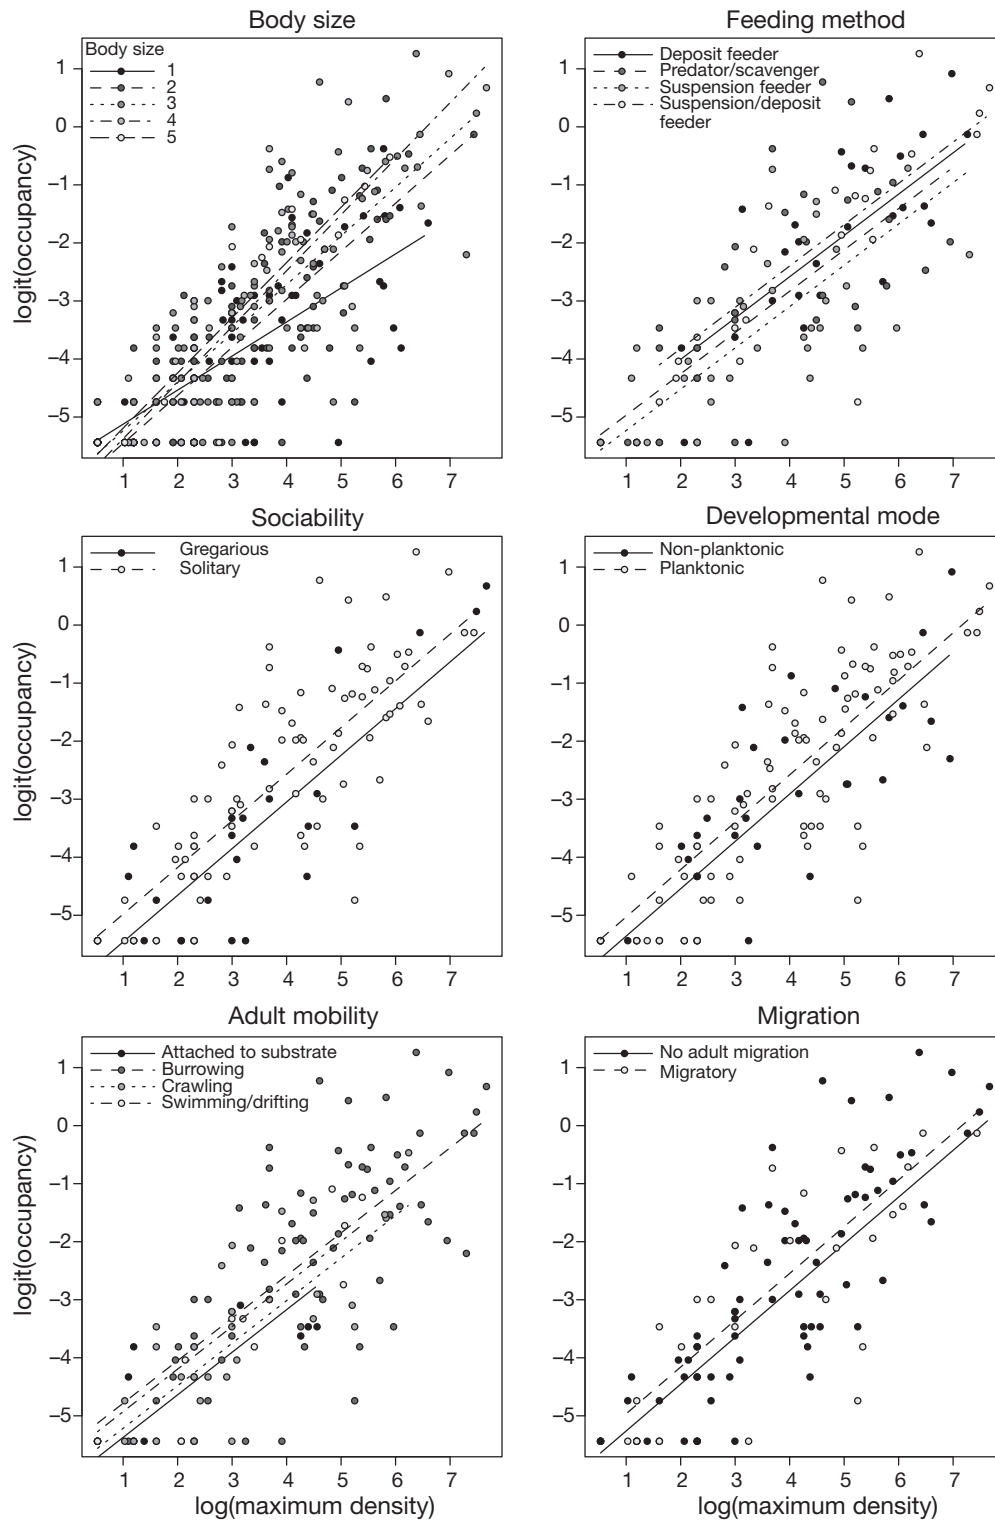 Body size
Feeding method
Body size
1
2
3
4
5
Deposit feeder
Predator/scavenger
Suspension feeder
Suspension/deposit
feeder
logit(occupancy)
1
0
−1
−2
−3
−4
−5
1 2 3 4 5 6 7
1
0
−1
−2
−3
−4
−5
1 2 3 4 5 6 7
Sociability
Developmental mode
Gregarious
Solitary
Non-planktonic
Planktonic
logit(occupancy)
1
0
−1
−2
−3
−4
−5
1 2 3 4 5 6 7
1
0
−1
−2
−3
−4
−5
1 2 3 4 5 6 7
Adult mobility
Migration
Attached to substrate
Burrowing
Crawling
Swimming/drifting
No adult migration
Migratory
logit(occupancy)
1
0
−1
−2
−3
−4
−5
1 2 3 4 5 6 7
log(maximum density)
1
0
−1
−2
−3
−4
−5
1 2 3 4 5 6 7
log(maximum density)